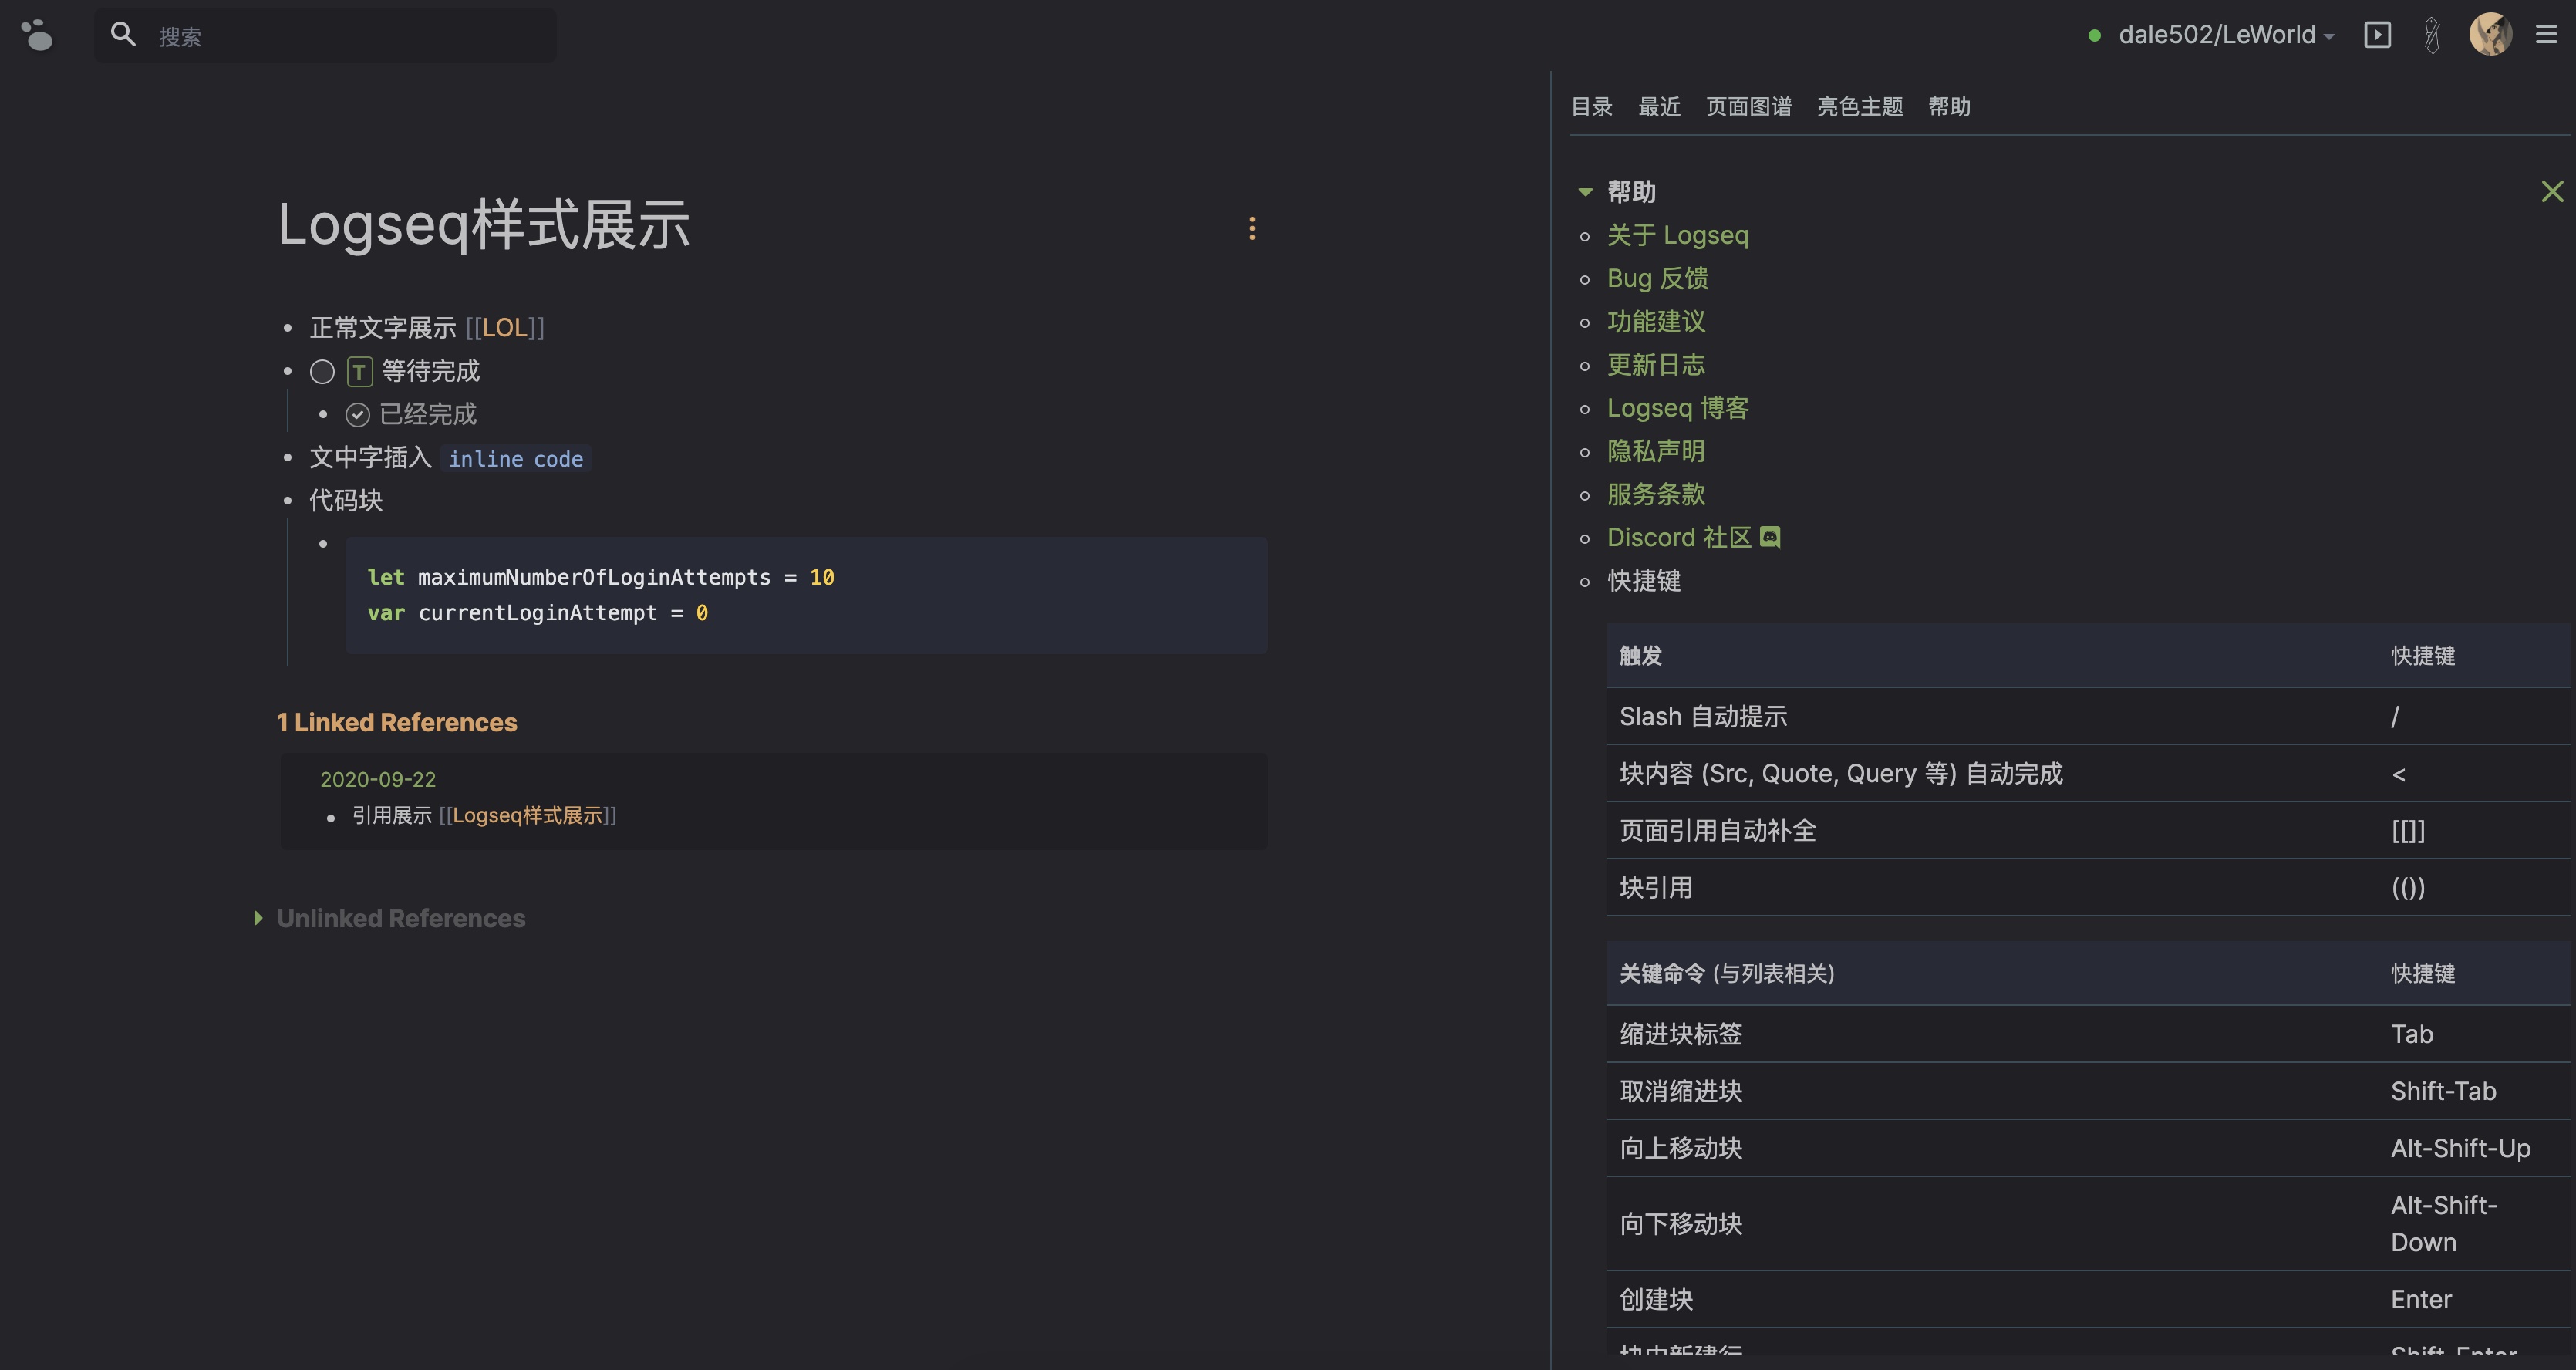 搜索
dale502/LeWorld
Logseq样式展示
正常文字展示 [[LOL]]
T 等待完成
已经完成
文中字插入 inline code
代码块
let maximumNumberOfLoginAttempts = 10
var currentLoginAttempt = 0
1 Linked References
2020-09-22
引用展示 [[Logseq样式展示]]
Unlinked References
目录 最近 页面图谱 亮色主题 帮助
帮助
关于 Logseq
Bug 反馈
功能建议
更新日志
Logseq 博客
隐私声明
服务条款
Discord 社区
快捷键
触发 快捷键
Slash 自动提示 /
块内容 (Src, Quote, Query 等) 自动完成 <
页面引用自动补全 [[]]
块引用 (())
关键命令 (与列表相关) 快捷键
缩进块标签 Tab
取消缩进块 Shift-Tab
向上移动块 Alt-Shift-Up
向下移动块 Alt-Shift-
Down
创建块 Enter
块内新建行 Shift-Enter